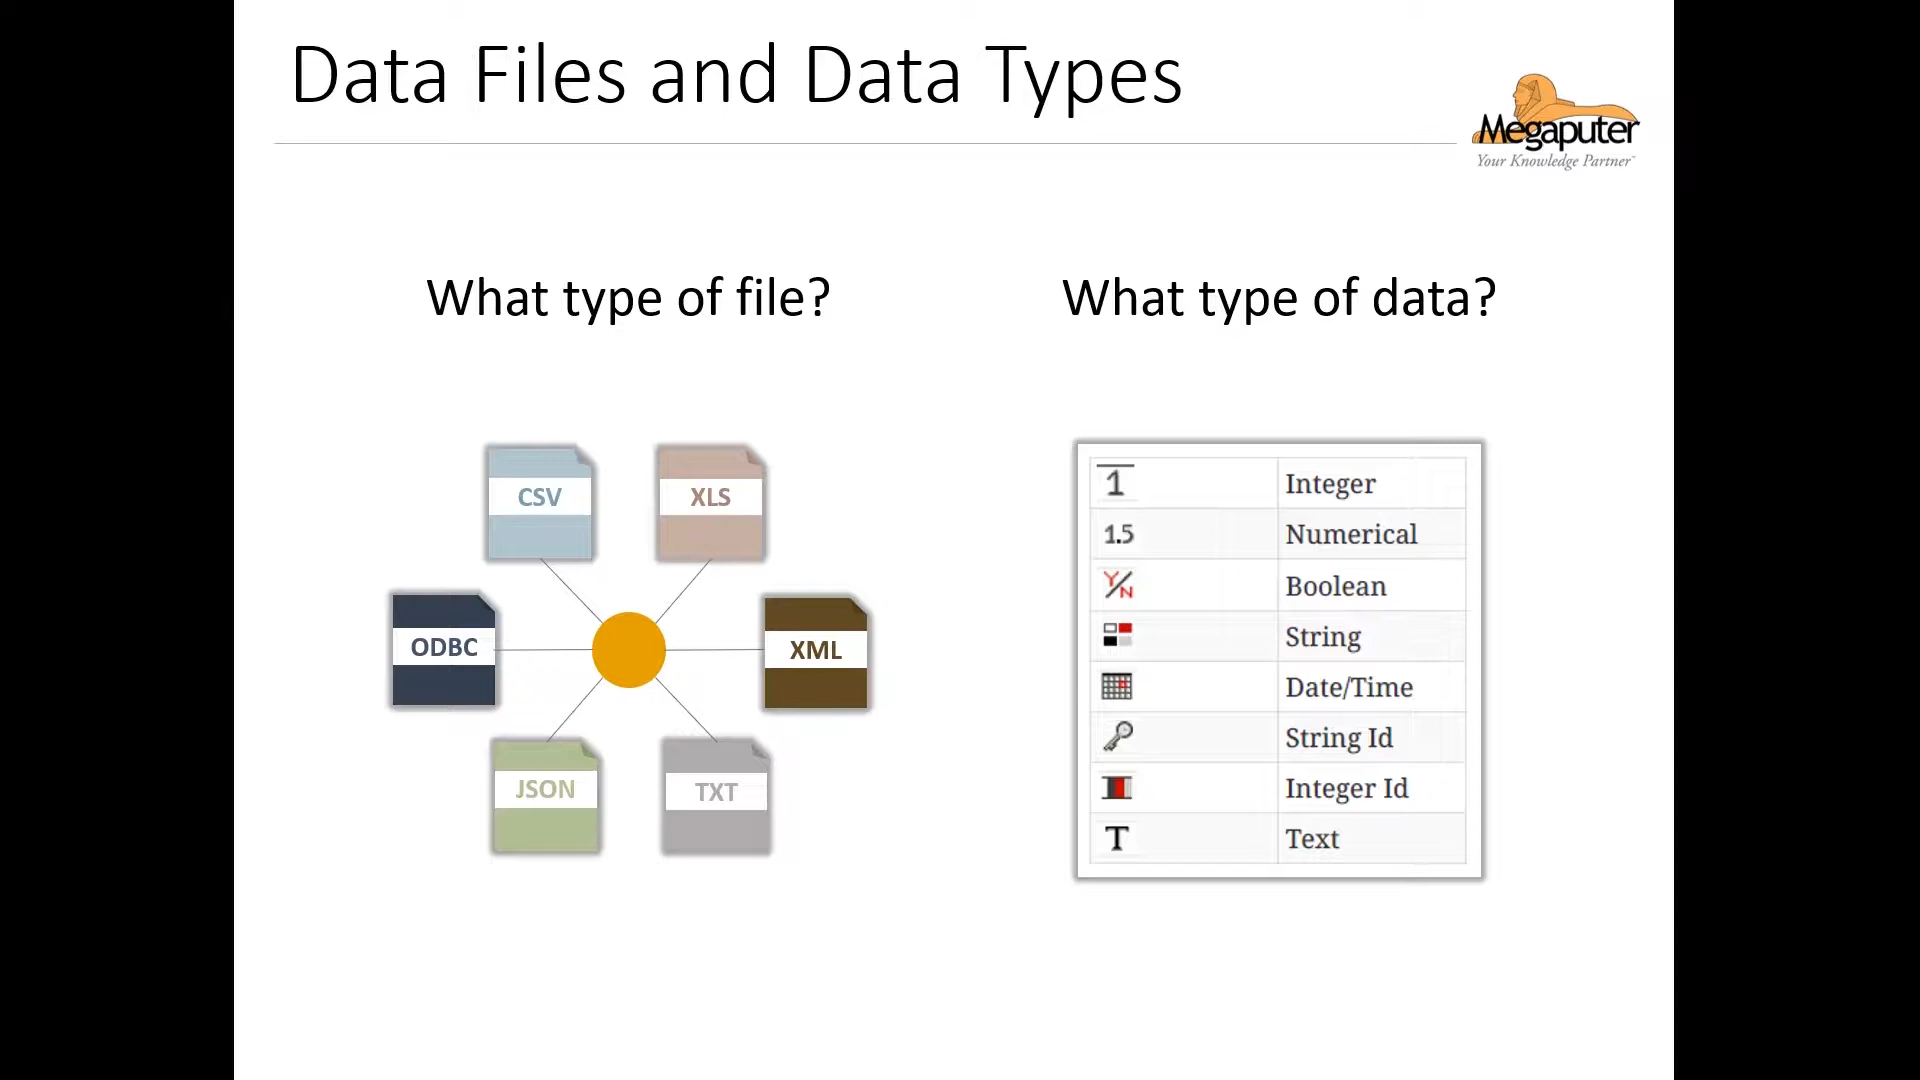 Data Files and Data Types
Megaputer
Your Knowledge Partner™
What type of file?
What type of data?
CSV
XLS
ODBC
XML
JSON
TXT
1 Integer
1.5 Numerical
Y/N Boolean
String
Date/Time
String Id
Integer Id
T Text